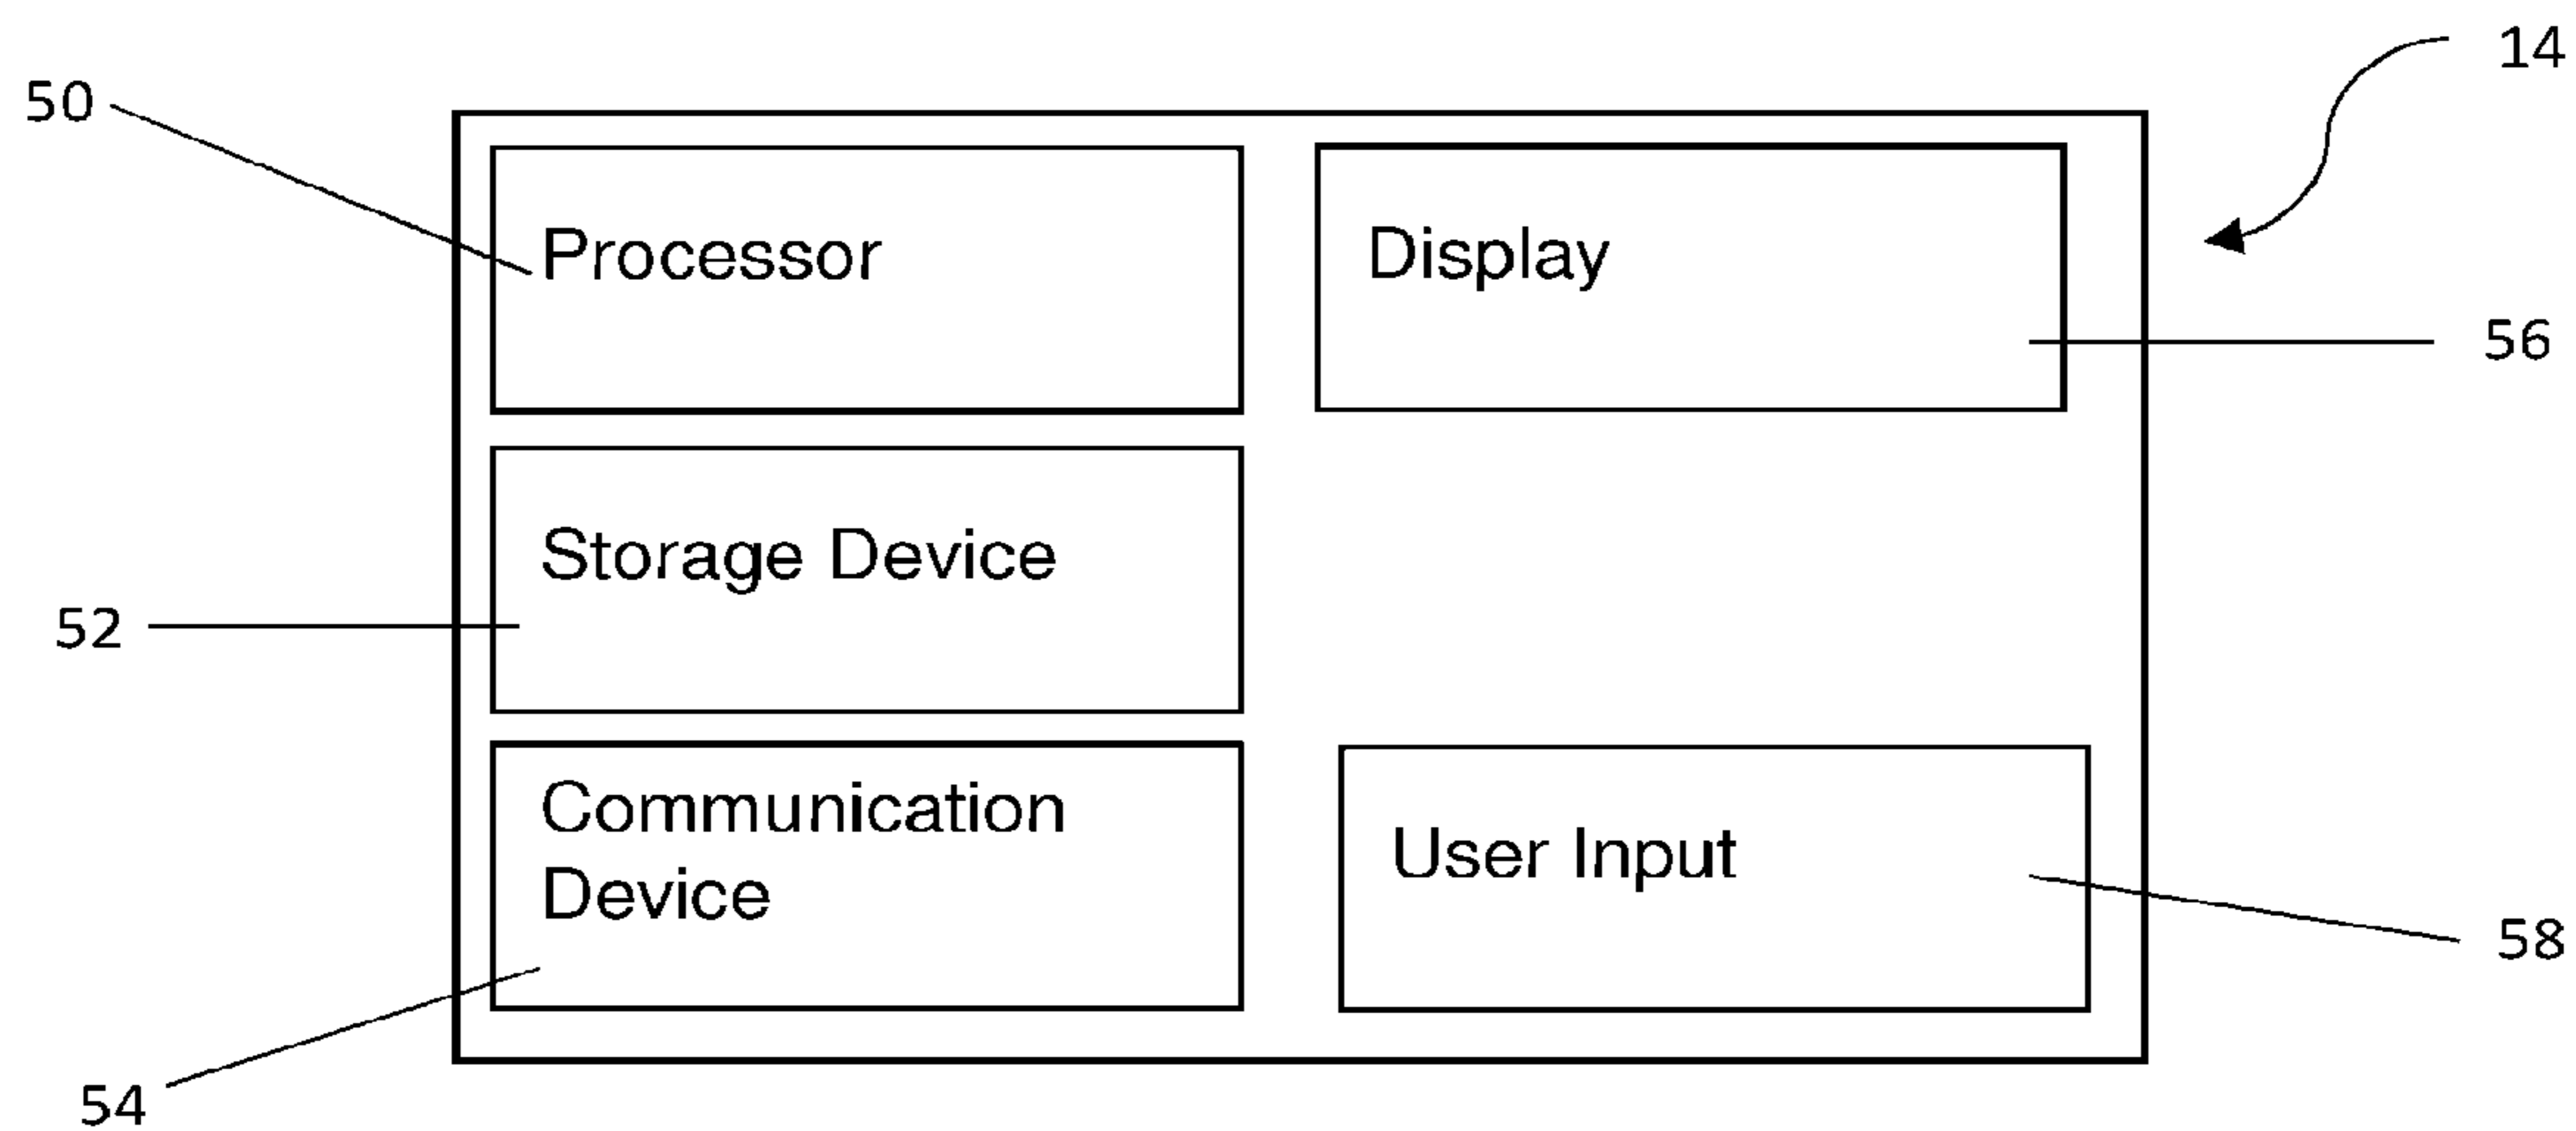 14
50
Processor
Display
56
Storage Device
52
Communication
Device
User Input
58
54